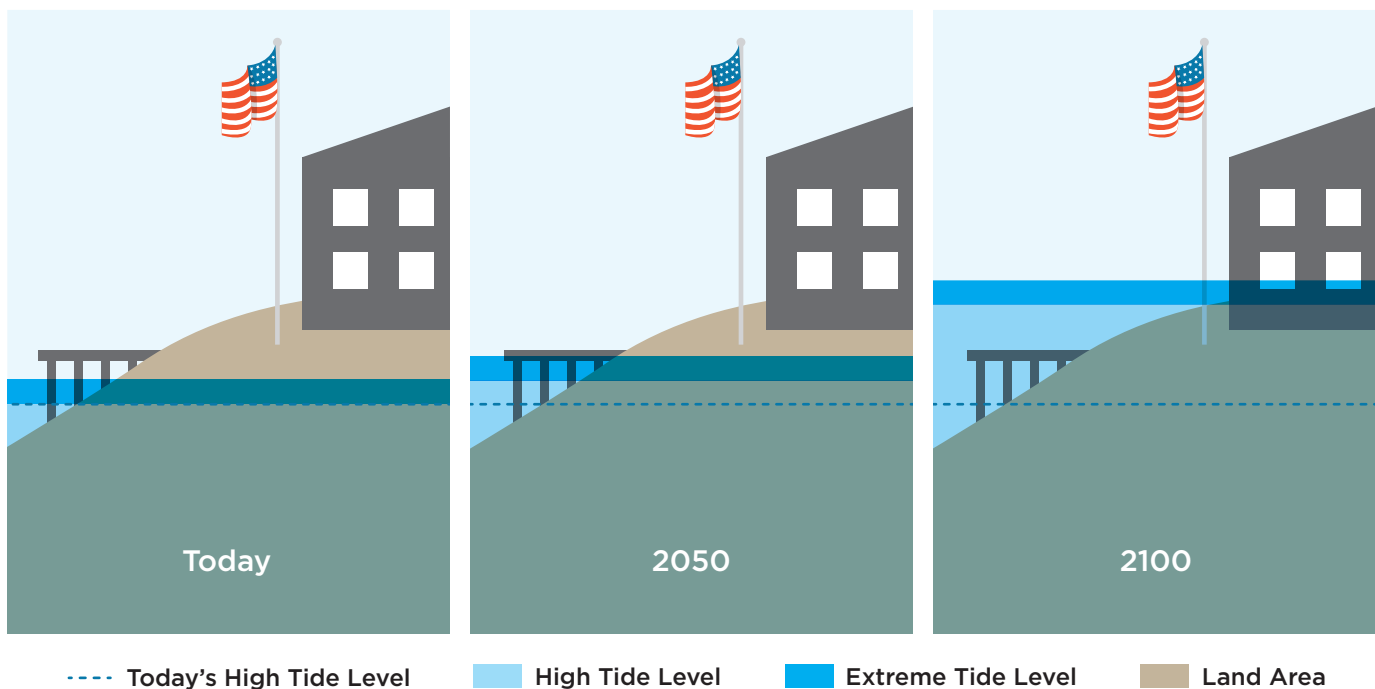 Today
2050
2100
Today's High Tide Level
High Tide Level
Extreme Tide Level
Land Area